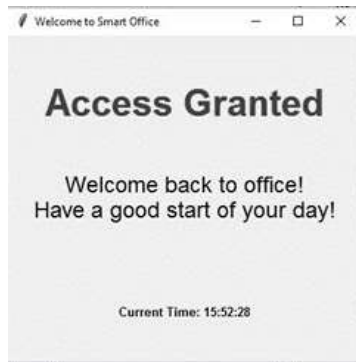 Welcome to Smart Office
Access Granted
Welcome back to office!
Have a good start of your day!
Current Time: 15:52:28